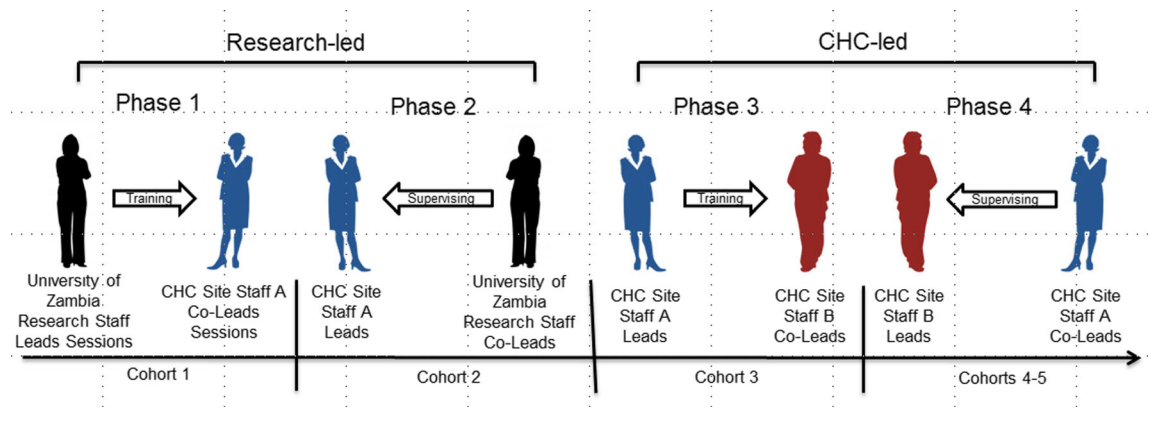 Research-led
CHC-led
Phase 1
Phase 2
Phase 3
Phase 4
Training
Supervising
Training
Supervising
University of
Zambia
Research Staff
Leads Sessions
CHC Site Staff A
Co-Leads
Sessions
CHC Site
Staff A
Leads
University of
Zambia
Research Staff
Co-Leads
CHC Site
Staff A
Leads
CHC Site
Staff B
Co-Leads
CHC Site
Staff B
Leads
CHC Site
Staff A
Co-Leads
Cohort 1
Cohort 2
Cohort 3
Cohorts 4-5